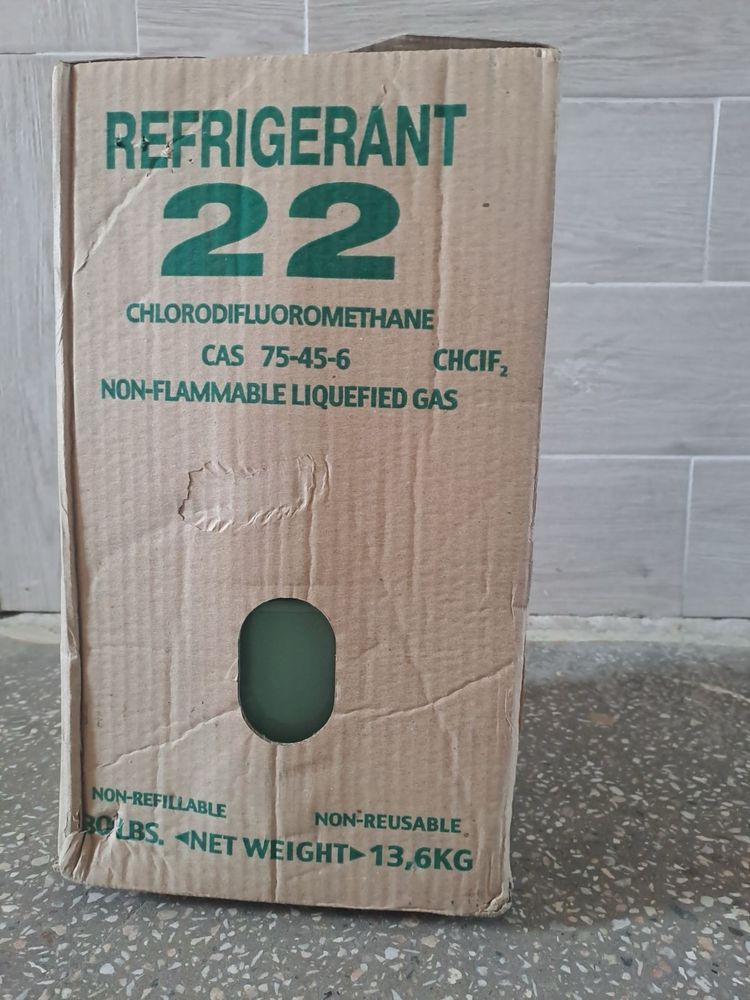 REFRIGERANT
22
CHLORODIFLUOROMETHANE
CAS 75-45-6 CHClF₂
NON-FLAMMABLE LIQUEFIED GAS
NON-REFILLABLE NON-REUSABLE
30 LBS. ◄NET WEIGHT► 13,6KG